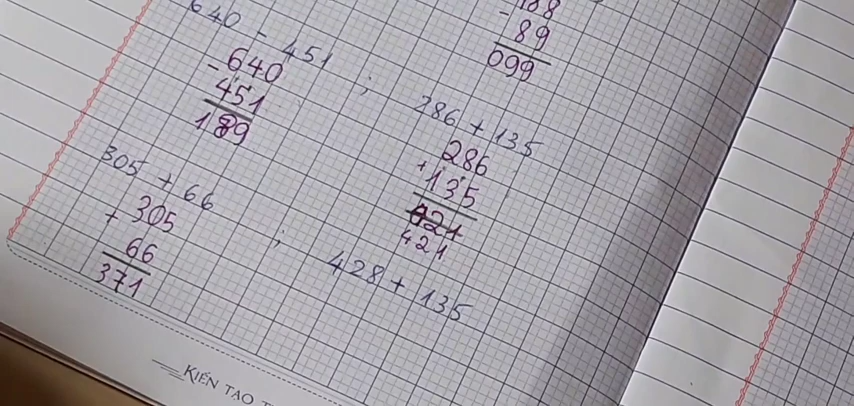 188
- 89
099
640 - 451 ;
- 640
451
189
286 + 135
286
+ 135
421
421
305 + 66 ;
+ 305
66
371
428 + 135
KIẾN TẠO